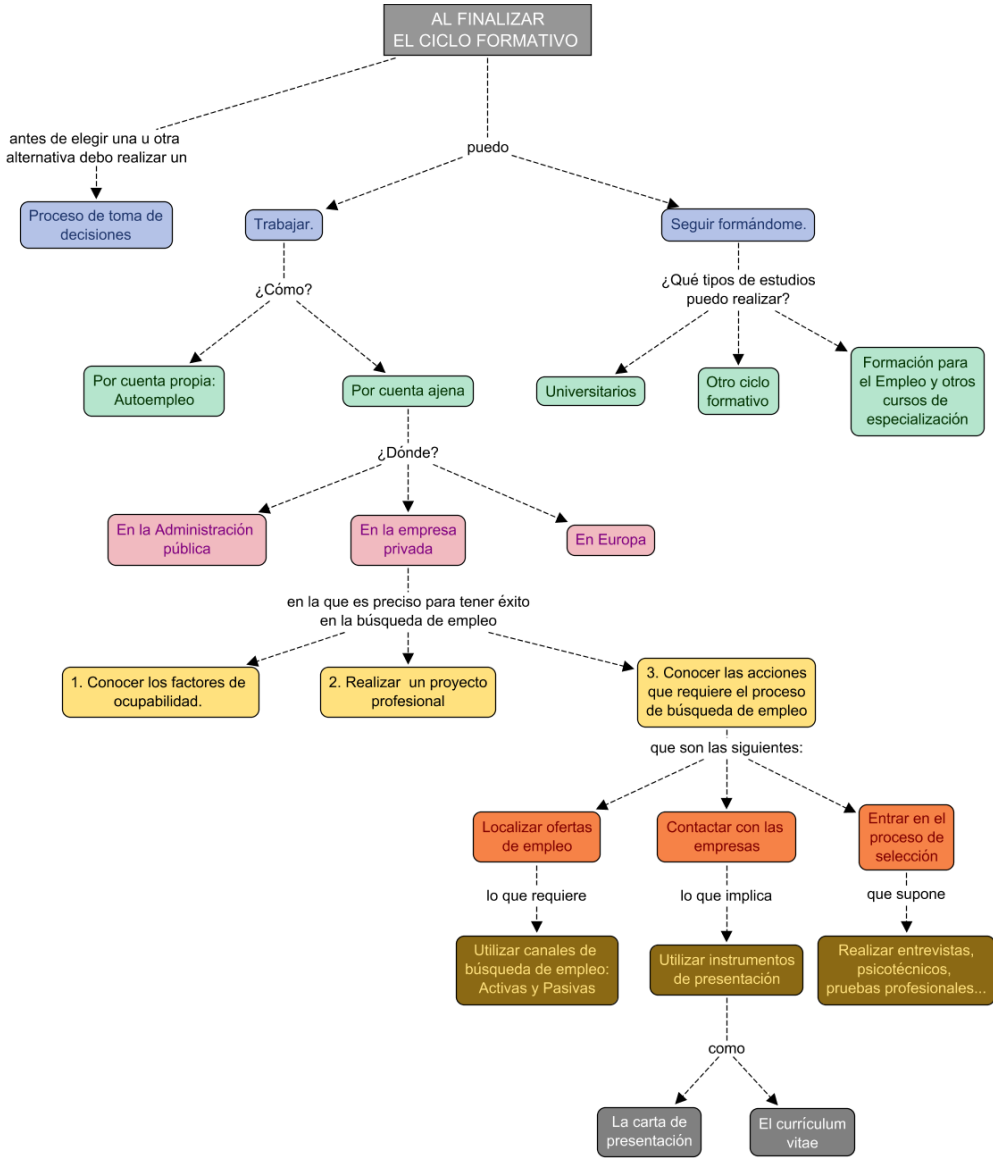 AL FINALIZAR
EL CICLO FORMATIVO
antes de elegir una u otra
alternativa debo realizar un
puedo
Proceso de toma de
decisiones
Trabajar.
Seguir formándome.
¿Cómo?
¿Qué tipos de estudios
puedo realizar?
Por cuenta propia:
Autoempleo
Por cuenta ajena
Universitarios
Otro ciclo
formativo
Formación para
el Empleo y otros
cursos de
especialización
¿Dónde?
En la Administración
pública
En la empresa
privada
En Europa
en la que es preciso para tener éxito
en la búsqueda de empleo
1. Conocer los factores de
ocupabilidad.
2. Realizar  un proyecto
profesional
3. Conocer las acciones
que requiere el proceso
de búsqueda de empleo
que son las siguientes:
Localizar ofertas
de empleo
Contactar con las
empresas
Entrar en el
proceso de
selección
lo que requiere
lo que implica
que supone
Utilizar canales de
búsqueda de empleo:
Activas y Pasivas
Utilizar instrumentos
de presentación
Realizar entrevistas,
psicotécnicos,
pruebas profesionales...
como
La carta de
presentación
El currículum
vitae